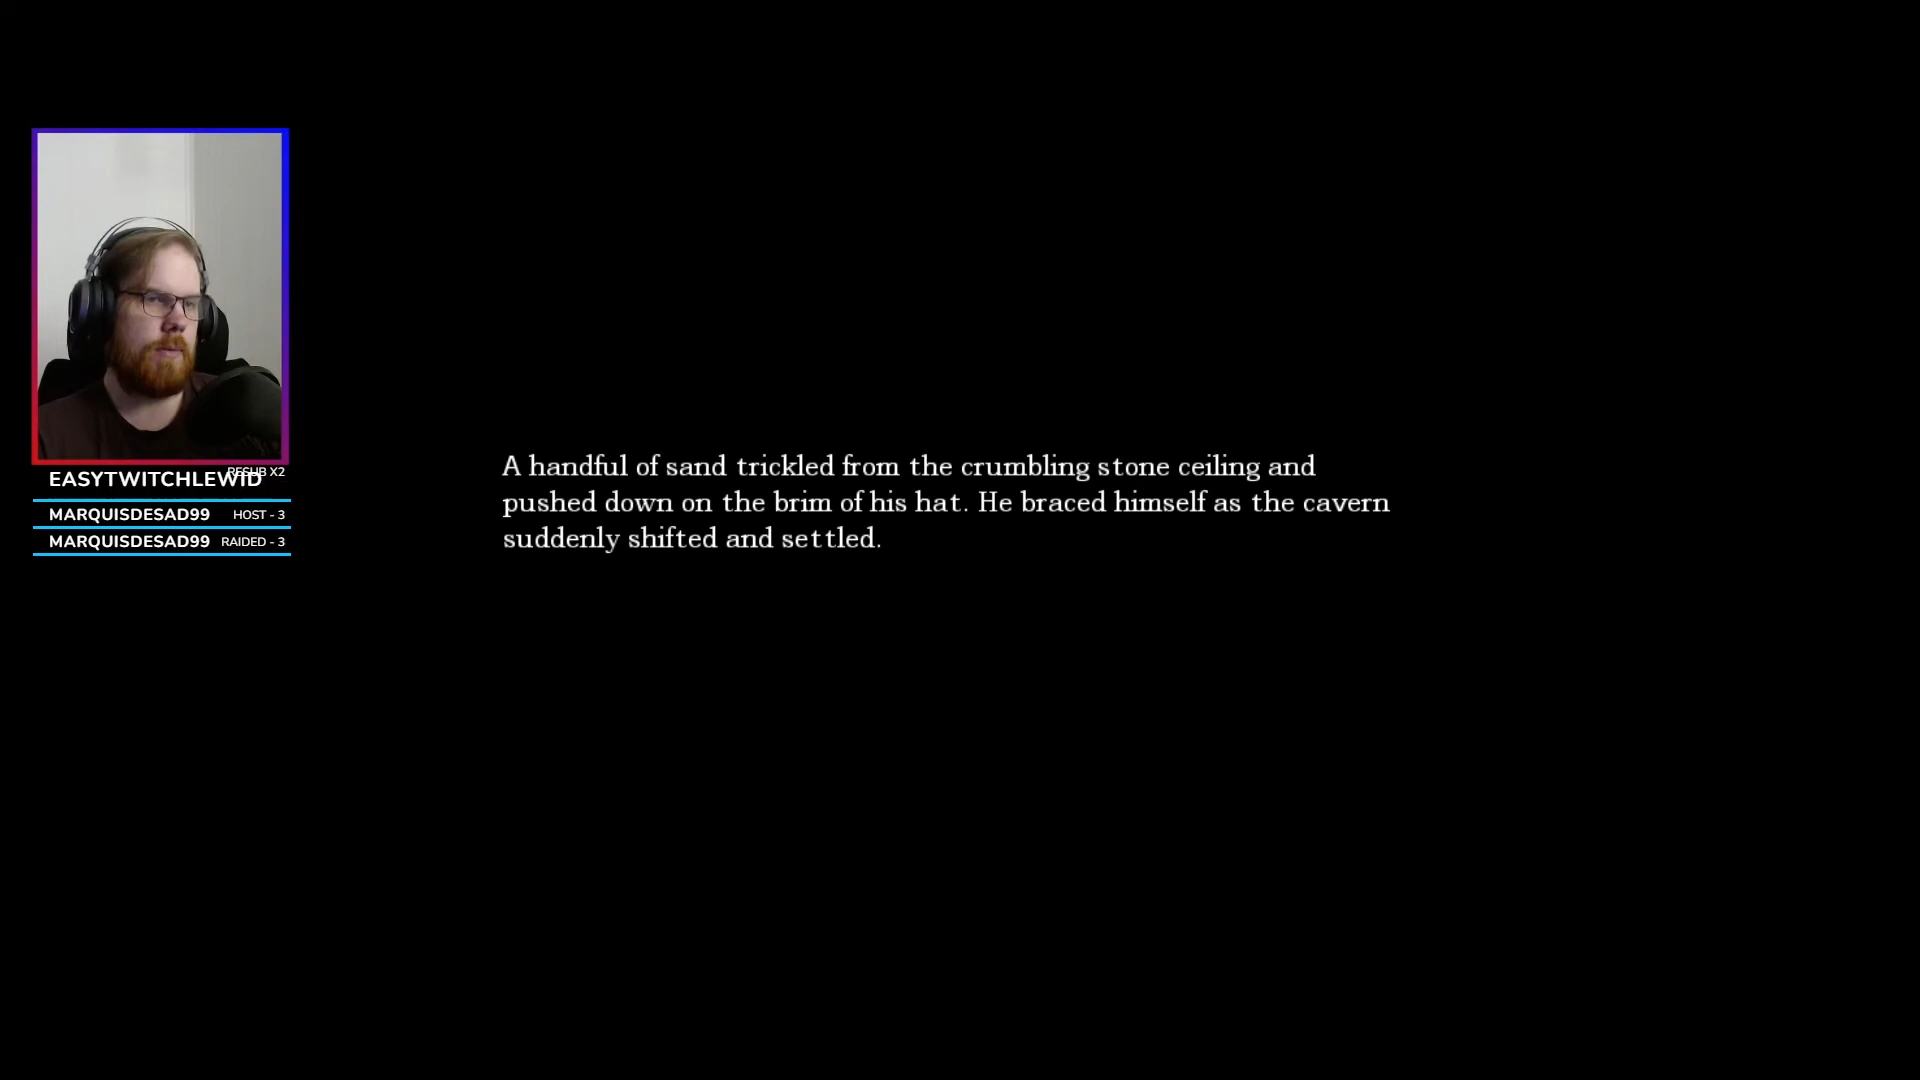 EASYTWITCHLEWID RESUB X2
MARQUISDESAD99 HOST - 3
MARQUISDESAD99 RAIDED - 3
A handful of sand trickled from the crumbling stone ceiling and
pushed down on the brim of his hat. He braced himself as the cavern
suddenly shifted and settled.